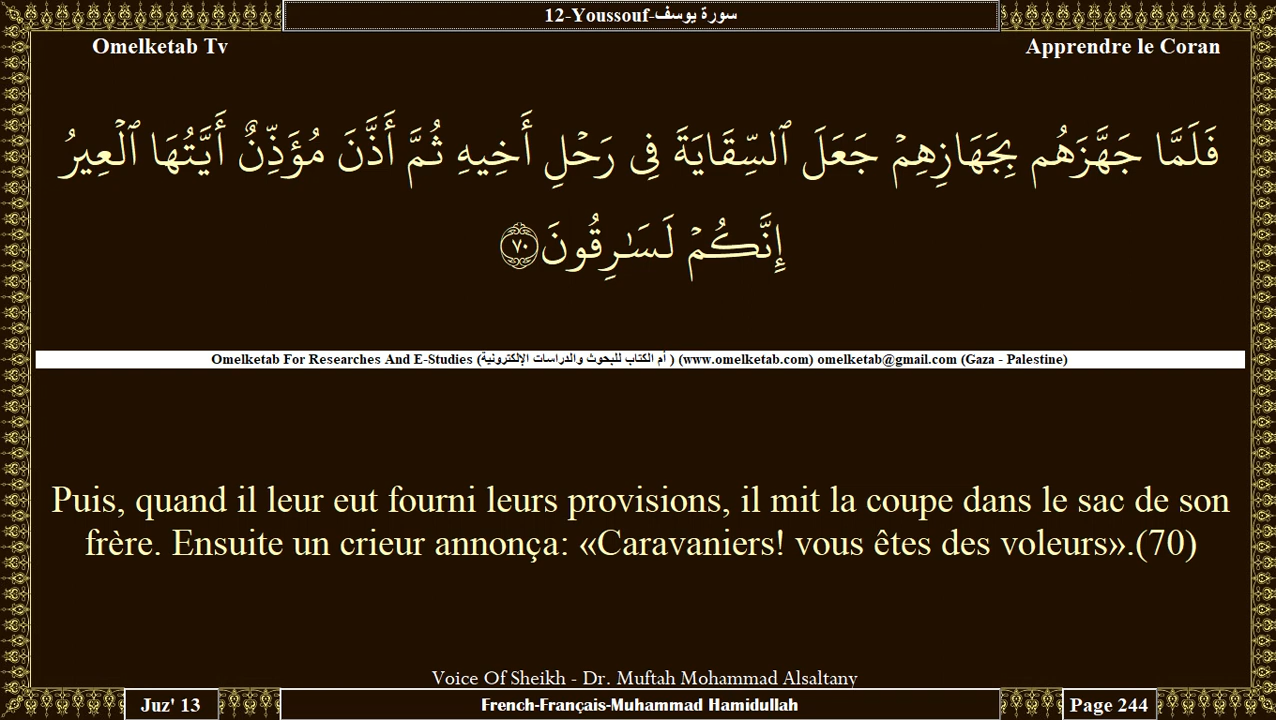 12-Youssouf-سورة يوسف
Omelketab Tv
Apprendre le Coran
فَلَمَّا جَهَّزَهُم بِجَهَازِهِمۡ جَعَلَ ٱلسِّقَايَةَ فِى رَحۡلِ أَخِيهِ ثُمَّ أَذَّنَ مُؤَذِّنٌ أَيَّتُهَا ٱلۡعِيرُ
إِنَّكُمۡ لَسَـٰرِقُونَ ٧٠
Omelketab For Researches And E-Studies (أم الكتاب للبحوث والدراسات الإلكترونية ) (www.omelketab.com) omelketab@gmail.com (Gaza - Palestine)
Puis, quand il leur eut fourni leurs provisions, il mit la coupe dans le sac de son
frère. Ensuite un crieur annonça: «Caravaniers! vous êtes des voleurs».(70)
Voice Of Sheikh - Dr. Muftah Mohammad Alsaltany
Juz' 13
French-Français-Muhammad Hamidullah
Page 244